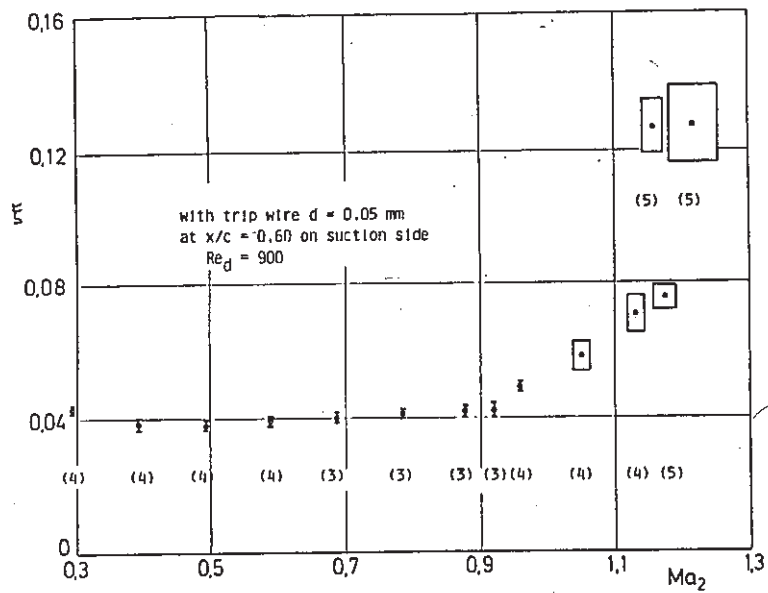 0,16
0,12
ξ
with trip wire d = 0.05 mm
at x/c = 0.60 on suction side
Re_d = 900
(5) (5)
0,08
0,04
(4) (4) (4) (4) (3) (3) (3) (3) (4) (4) (4) (5)
0
0,3 0,5 0,7 0,9 1,1 1,3
Ma₂